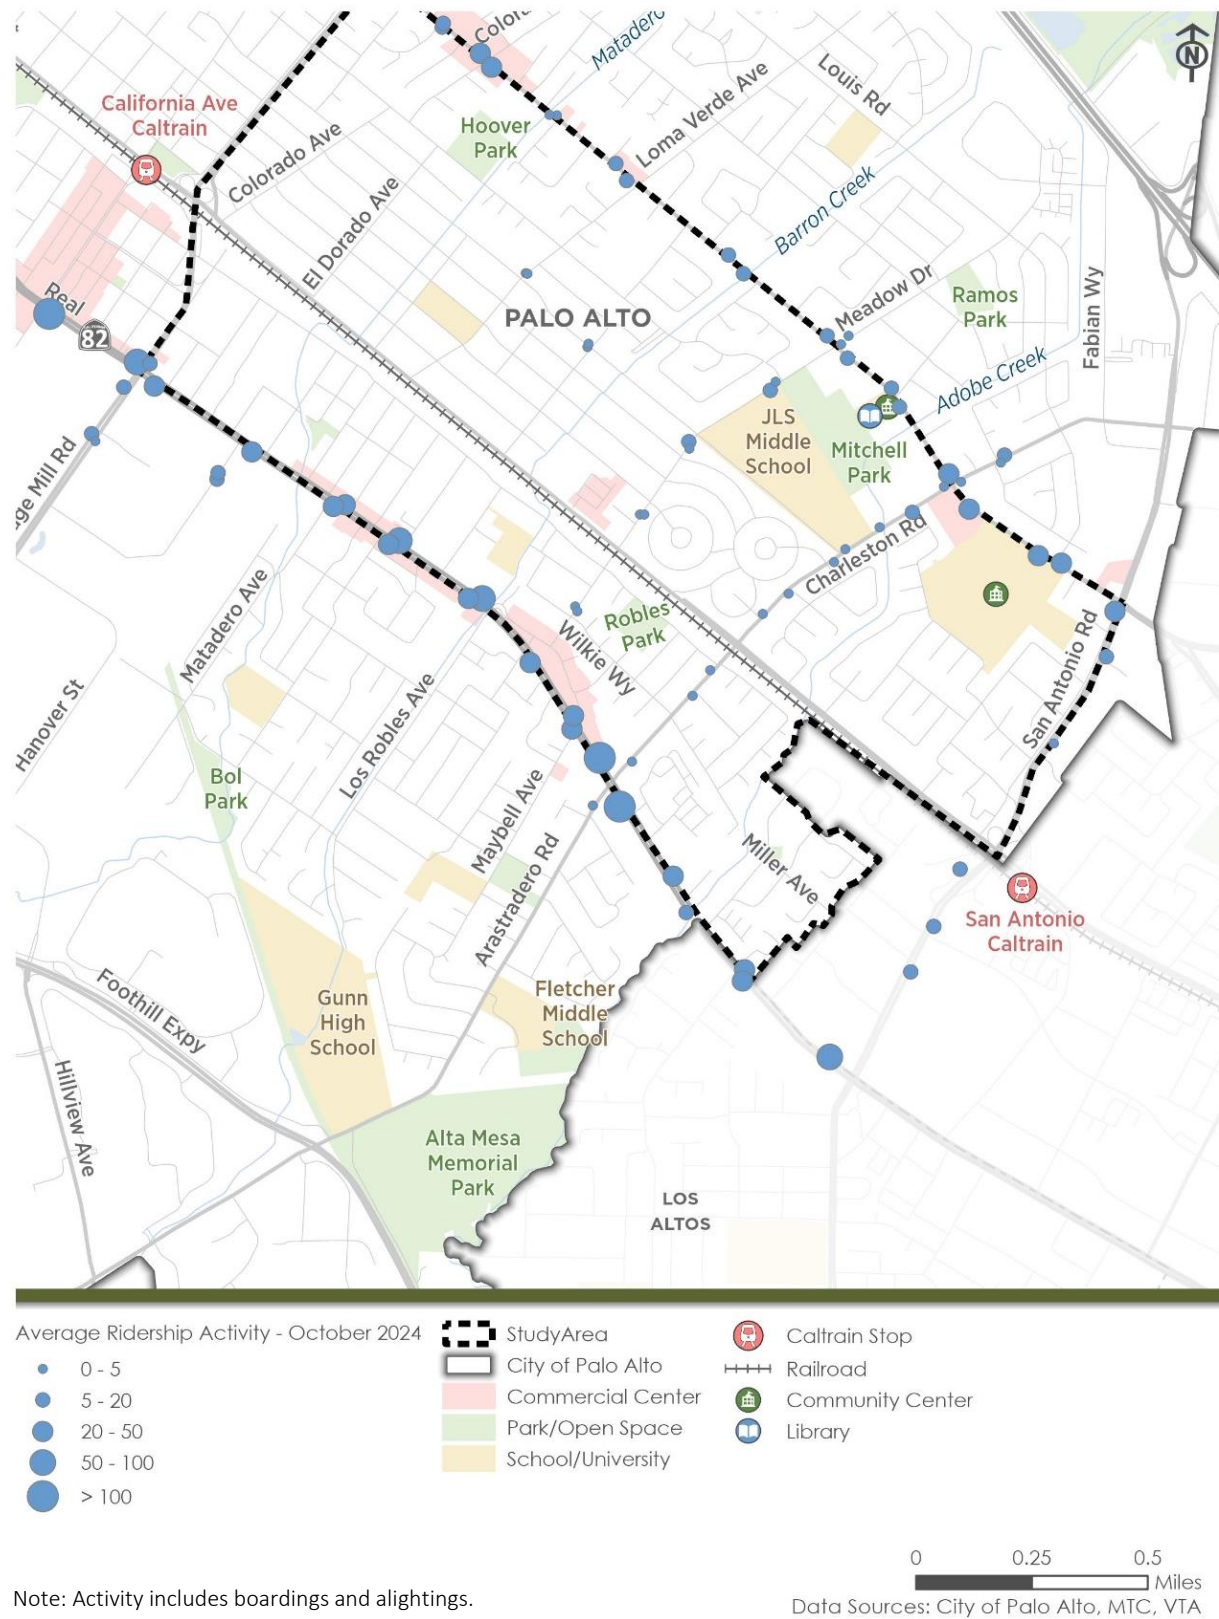 Colora
Matadero
N
California Ave
Caltrain
Colorado Ave
Hoover
Park
Loma Verde Ave
Louis Rd
El Dorado Ave
Barron Creek
Real
82
PALO ALTO
Meadow Dr
Ramos
Park
Fabian Wy
Adobe Creek
JLS
Middle
School
Mitchell
Park
ge Mill Rd
Charleston Rd
Matadero Ave
Robles
Park
Wilkie Wy
San Antonio Rd
Hanover St
Los Robles Ave
Bol
Park
Maybell Ave
Miller Ave
Arastradero Rd
San Antonio
Caltrain
Foothill Expy
Gunn
High
School
Fletcher
Middle
School
Hillview Ave
Alta Mesa
Memorial
Park
LOS
ALTOS
Average Ridership Activity - October 2024
0 - 5
5 - 20
20 - 50
50 - 100
> 100
StudyArea
City of Palo Alto
Commercial Center
Park/Open Space
School/University
Caltrain Stop
Railroad
Community Center
Library
0 0.25 0.5
Miles
Note: Activity includes boardings and alightings.
Data Sources: City of Palo Alto, MTC, VTA